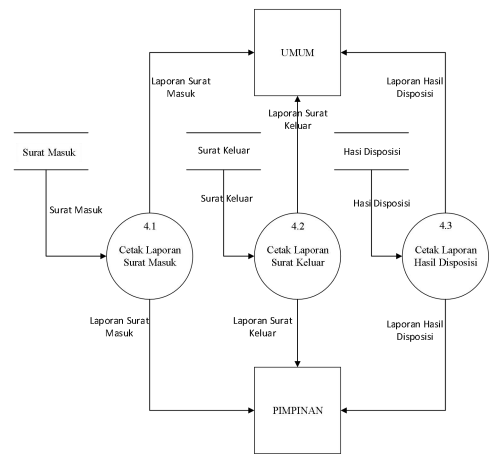 UMUM
Laporan Surat
Masuk
Laporan Hasil
Disposisi
Laporan Surat
Keluar
Surat Masuk
Surat Keluar
Hasi Disposisi
Surat Masuk
Surat Keluar
Hasi Disposisi
4.1
Cetak Laporan
Surat Masuk
4.2
Cetak Laporan
Surat Keluar
4.3
Cetak Laporan
Hasil Disposisi
Laporan Surat
Masuk
Laporan Surat
Keluar
Laporan Hasil
Disposisi
PIMPINAN